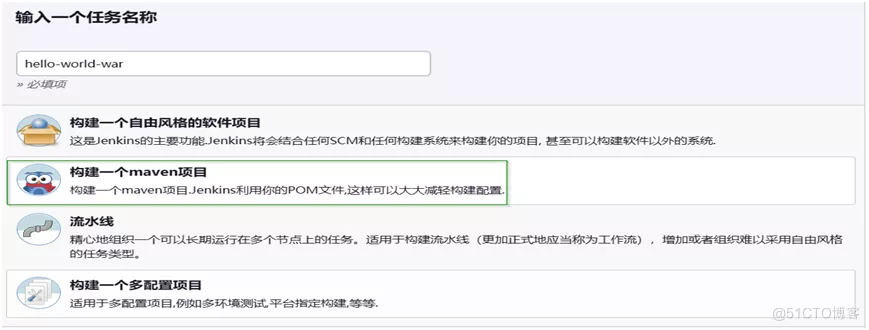 输入一个任务名称
hello-world-war
» 必填项
构建一个自由风格的软件项目
这是Jenkins的主要功能.Jenkins将会结合任何SCM和任何构建系统来构建你的项目, 甚至可以构建软件以外的系统.
构建一个maven项目
构建一个maven项目.Jenkins利用你的POM文件,这样可以大大减轻构建配置.
流水线
精心地组织一个可以长期运行在多个节点上的任务。适用于构建流水线（更加正式地应当称为工作流），增加或者组织难以采用自由风格
的任务类型。
构建一个多配置项目
适用于多配置项目,例如多环境测试,平台指定构建,等等.
@51CTO博客